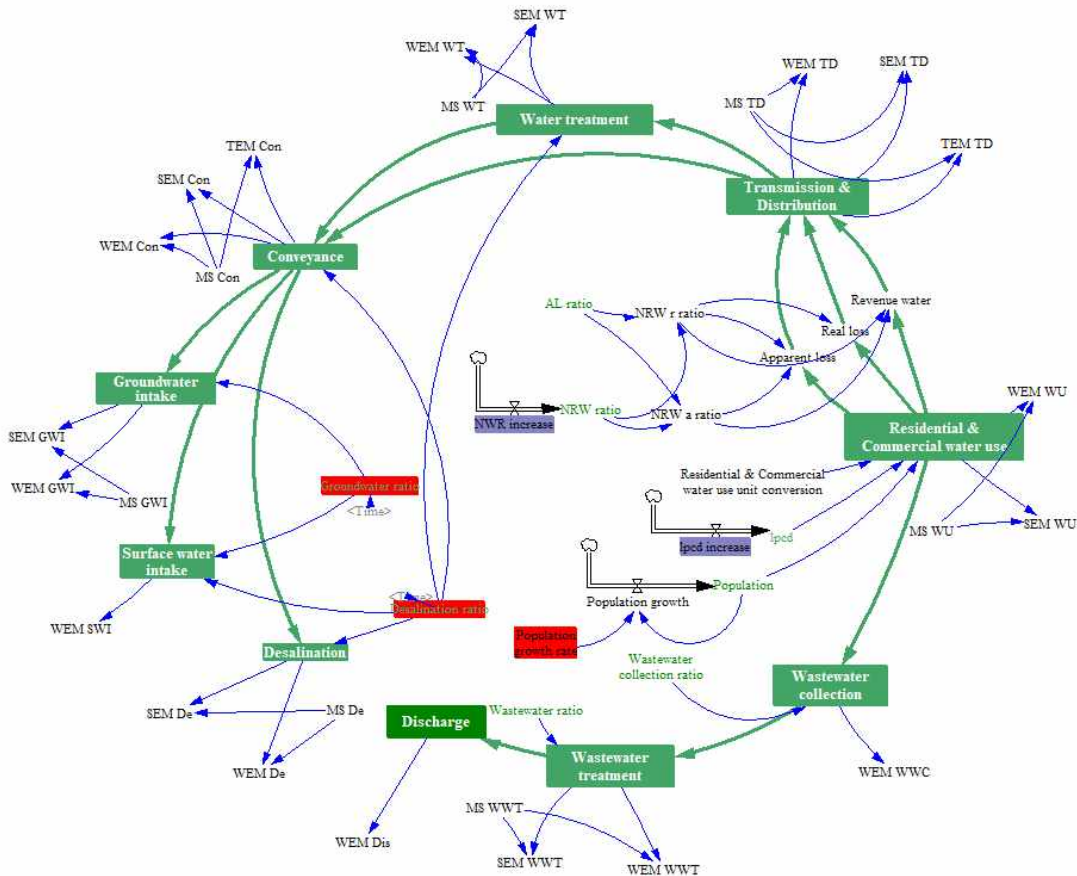 SEM WT
WEM WT
MS WT
Water treatment
WEM TD
SEM TD
MS TD
TEM TD
Transmission &
Distribution
TEM Con
SEM Con
WEM Con
MS Con
Conveyance
AL ratio
NRW r ratio
Revenue water
Real loss
Apparent loss
NRW ratio
NWR increase
NRW a ratio
WEM WU
Residential &
Commercial water use
Groundwater
intake
SEM GWI
WEM GWI
MS GWI
Groundwater ratio
<Time>
Residential & Commercial
water use unit conversion
MS WU
SEM WU
lpcd
lpcd increase
Surface water
intake
Population
Population growth
<Time>
Desalination ratio
WEM SWI
Population
growth rate
Desalination
Wastewater
collection ratio
Wastewater
collection
SEM De
MS De
WEM De
Discharge
Wastewater ratio
Wastewater
treatment
WEM WWC
MS WWT
WEM Dis
SEM WWT
WEM WWT